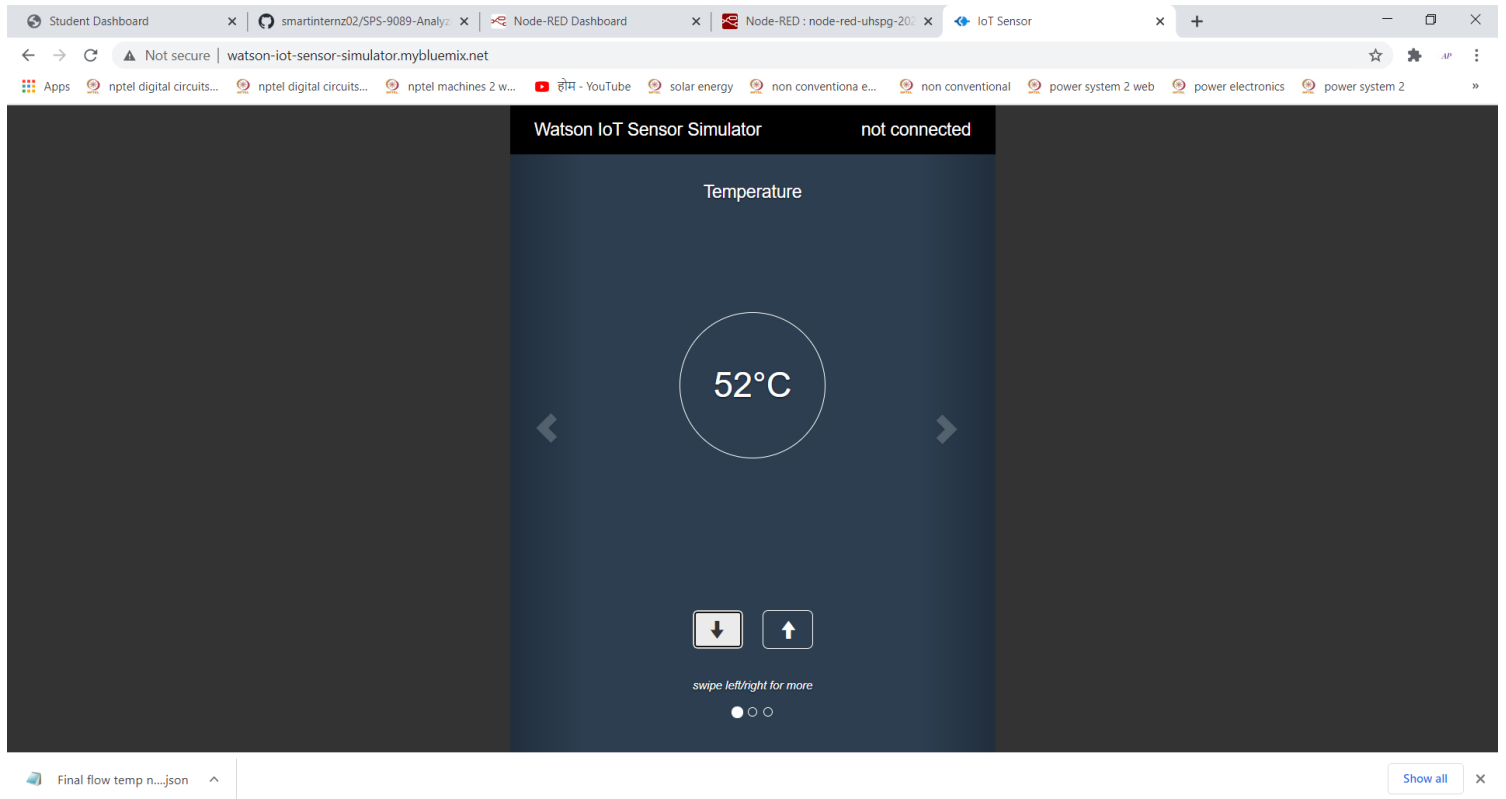 Student Dashboard
smartinternz02/SPS-9089-Analyz
Node-RED Dashboard
Node-RED : node-red-uhspg-202
IoT Sensor
Not secure | watson-iot-sensor-simulator.mybluemix.net
AP
Apps
nptel digital circuits...
nptel digital circuits...
nptel machines 2 w...
होम - YouTube
solar energy
non conventiona e...
non conventional
power system 2 web
power electronics
power system 2
»
Watson IoT Sensor Simulator
not connected
Temperature
52°C
swipe left/right for more
Final flow temp n....json
Show all